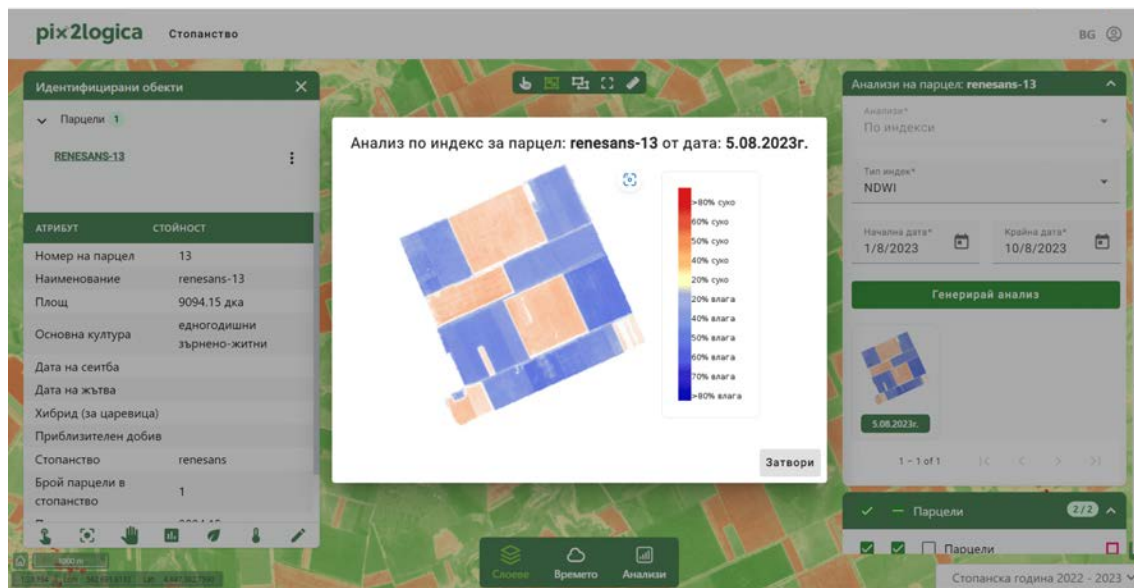 pix2logica
Стопанство
BG
Идентифицирани обекти
Парцели 1
RENESANS-13
АТРИБУТ СТОЙНОСТ
Номер на парцел 13
Наименование renesans-13
Площ 9094.15 дка
Основна култура едногодишни
зърнено-житни
Дата на сеитба
Дата на жътва
Хибрид (за царевица)
Приблизителен добив
Стопанство renesans
Брой парцели в
стопанство 1
1000 m
Анализ по индекс за парцел: renesans-13 от дата: 5.08.2023г.
>80% сухо
60% сухо
50% сухо
40% сухо
20% сухо
20% влага
40% влага
50% влага
60% влага
70% влага
>80% влага
Затвори
Слоеве
Времето
Анализи
Анализи на парцел: renesans-13
Анализи*
По индекси
Тип индек*
NDWI
Начална дата*
1/8/2023
Крайна дата*
10/8/2023
Генерирай анализ
5.08.2023г.
1 – 1 of 1
Парцели 2/2
Парцели
Стопанска година 2022 - 2023